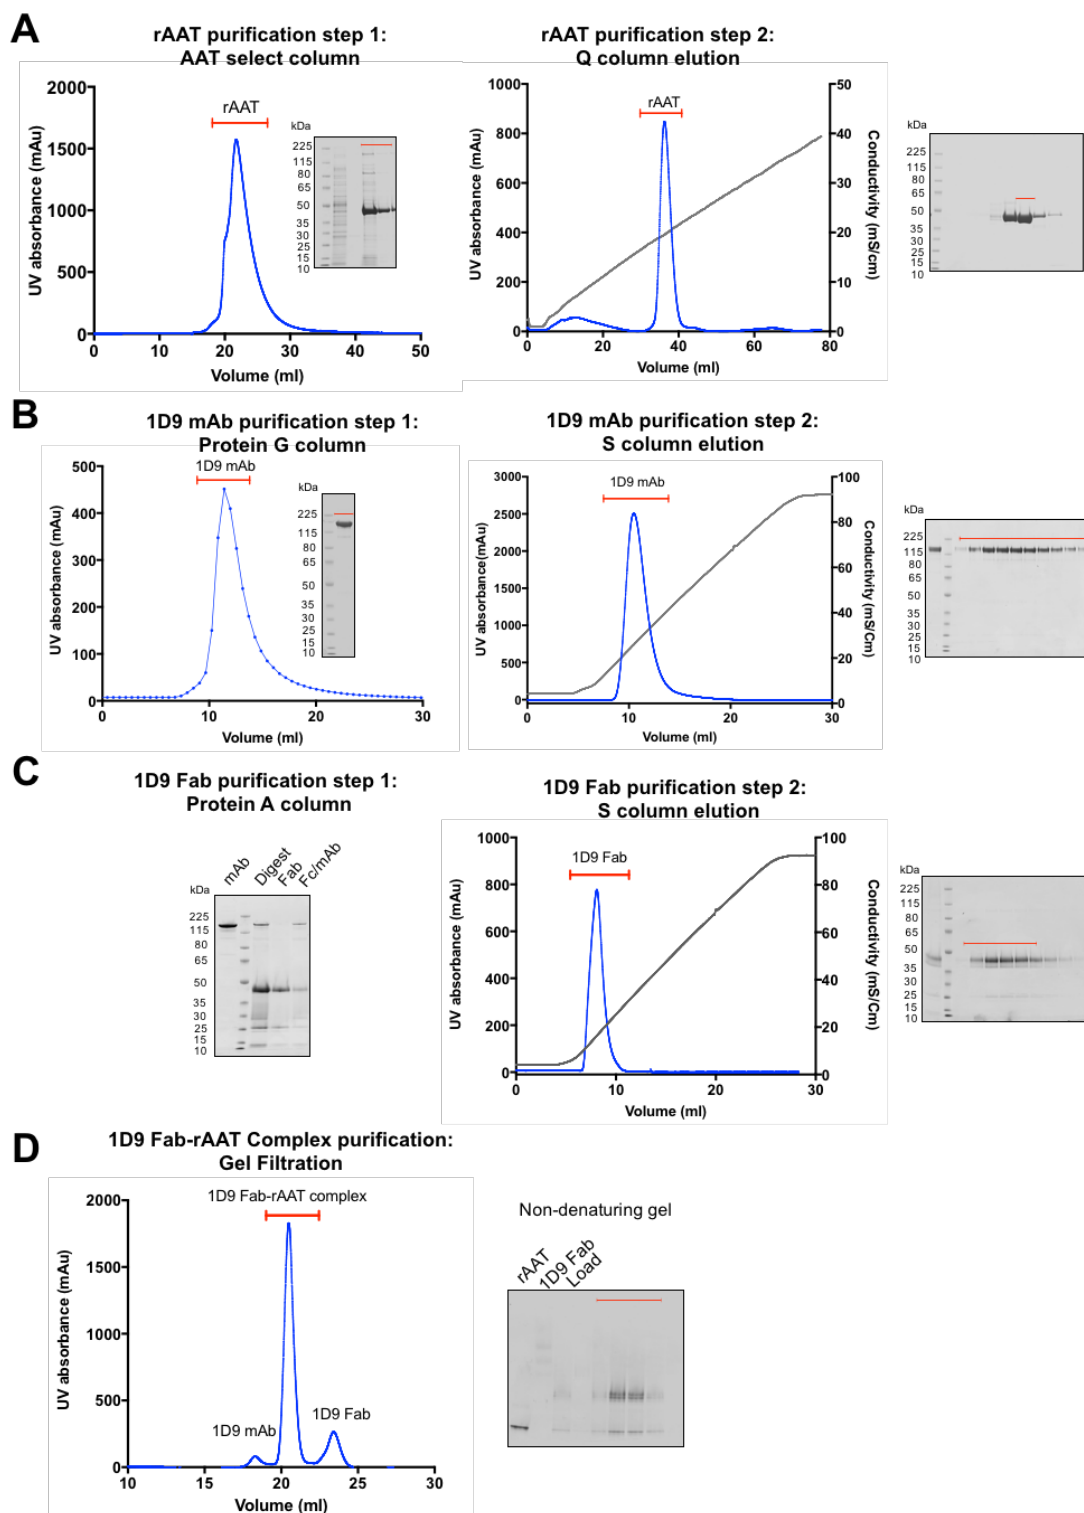 A
rAAT purification step 1:
AAT select column
2000
1500
1000
500
0
UV absorbance (mAu)
0 10 20 30 40 50
Volume (ml)
rAAT
kDa
225
115
80
65
50
35
30
25
15
10
rAAT purification step 2:
Q column elution
1000
800
600
400
200
0
UV absorbance (mAu)
0 20 40 60 80
Volume (ml)
50
40
30
20
10
0
Conductivity (mS/cm)
rAAT
kDa
225
115
80
65
50
35
30
25
15
10
B
1D9 mAb purification step 1:
Protein G column
500
400
300
200
100
0
UV absorbance (mAu)
0 10 20 30
Volume (ml)
1D9 mAb
kDa
225
115
80
65
50
35
30
25
15
10
1D9 mAb purification step 2:
S column elution
3000
2500
2000
1500
1000
500
0
UV absorbance(mAu)
0 10 20 30
Volume (ml)
100
80
60
40
20
0
Conductivity (mS/Cm)
1D9 mAb
kDa
225
115
80
65
50
35
30
25
15
10
C
1D9 Fab purification step 1:
Protein A column
mAb
Digest
Fab
Fc/mAb
kDa
225
115
80
65
50
35
30
25
15
10
1D9 Fab purification step 2:
S column elution
1000
800
600
400
200
0
UV absorbance (mAu)
0 10 20 30
Volume (ml)
100
80
60
40
20
0
Conductivity (mS/Cm)
1D9 Fab
kDa
225
115
80
65
50
35
30
25
15
10
D
1D9 Fab-rAAT Complex purification:
Gel Filtration
1D9 Fab-rAAT complex
2000
1500
1000
500
0
UV absorbance (mAu)
10 15 20 25 30
Volume (ml)
1D9 mAb
1D9 Fab
Non-denaturing gel
rAAT
1D9 Fab
Load